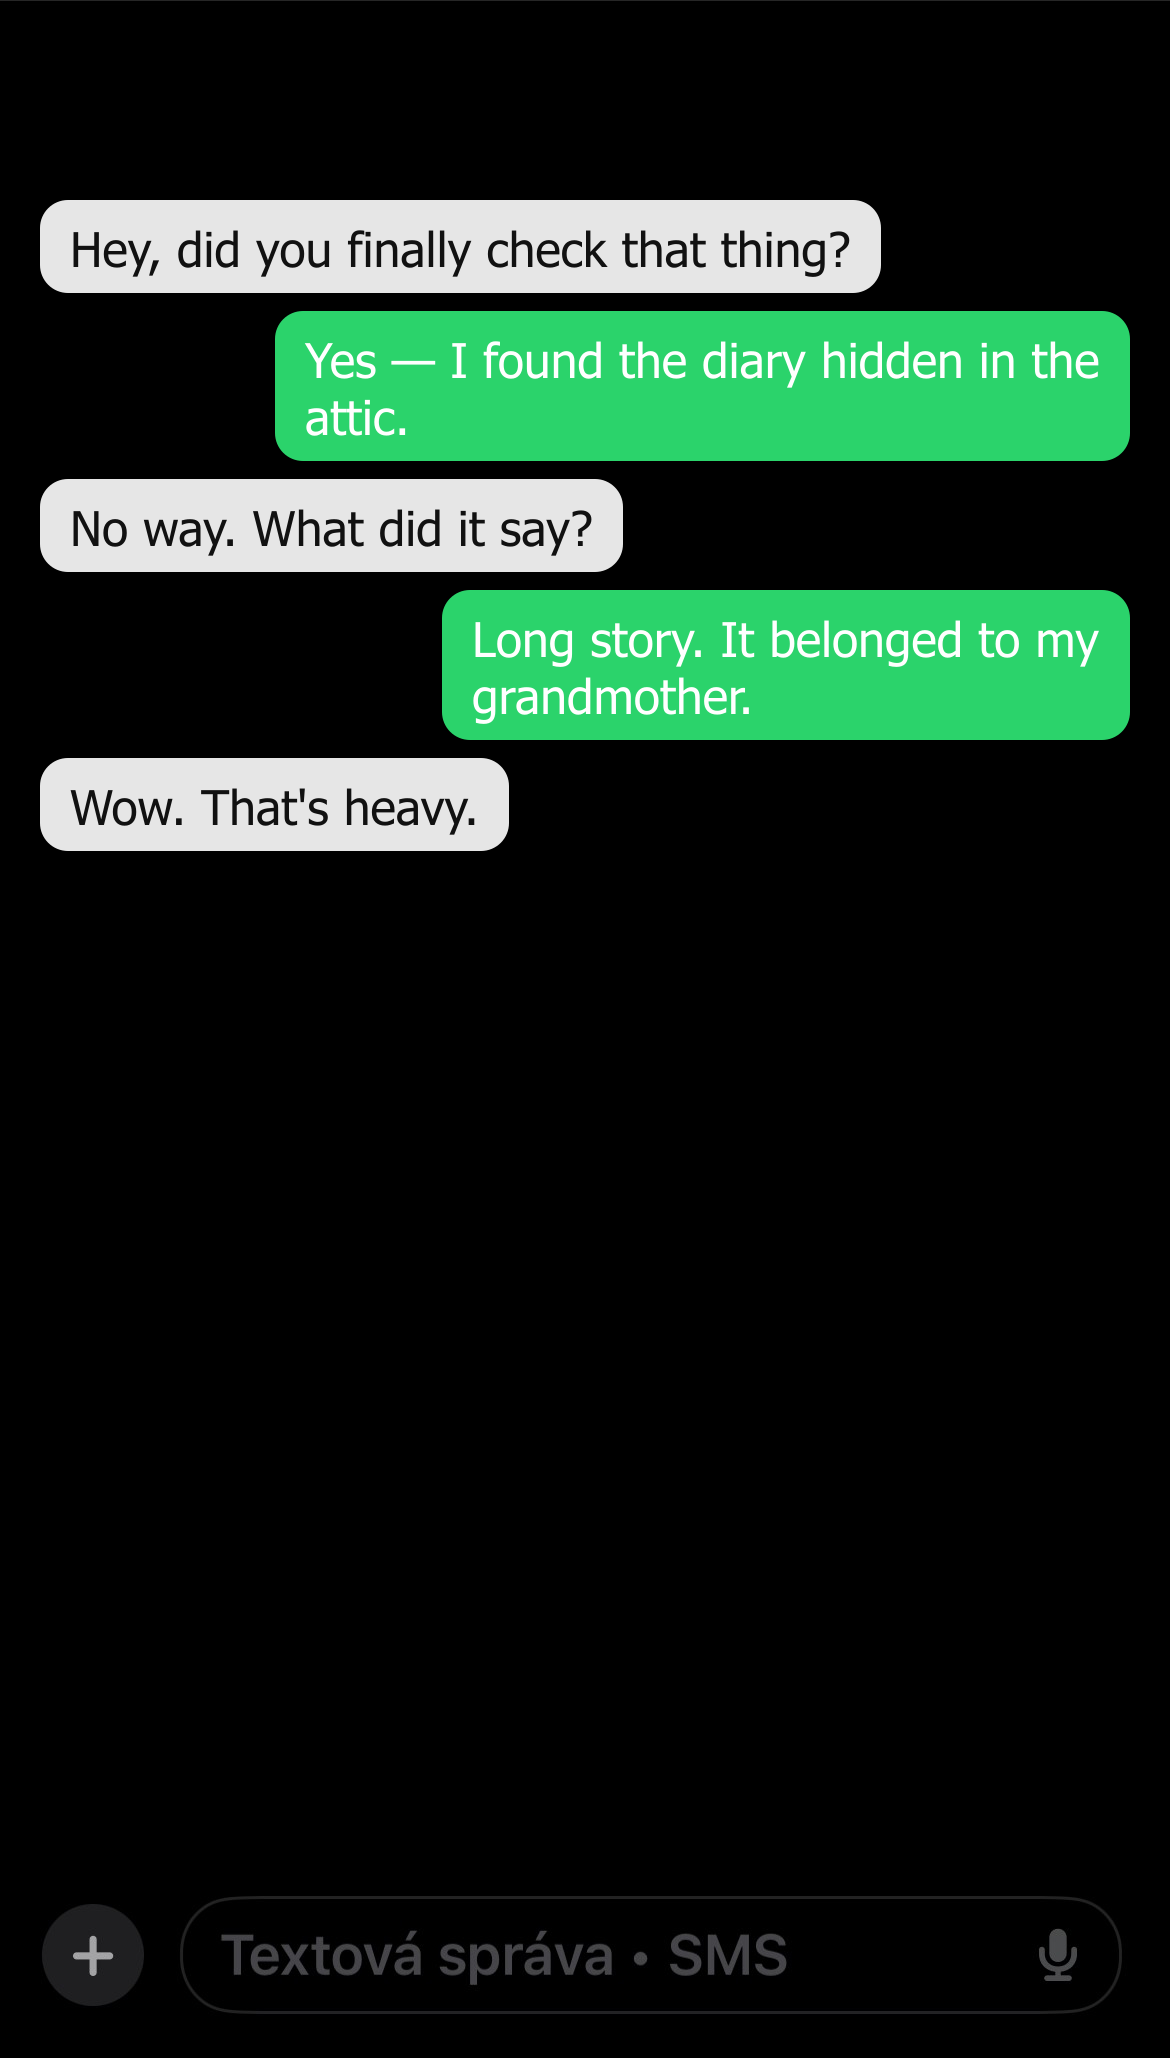 Hey, did you finally check that thing?
Yes — I found the diary hidden in the
attic.
No way. What did it say?
Long story. It belonged to my
grandmother.
Wow. That's heavy.
Textová správa • SMS